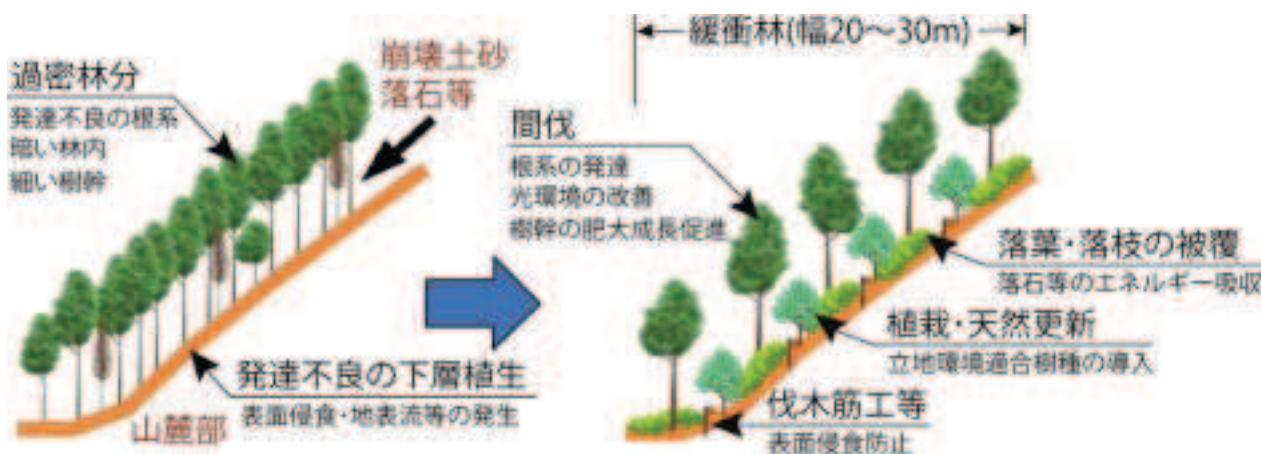 過密林分
発達不良の根系
暗い林内
細い樹幹
崩壊土砂
落石等
発達不良の下層植生
表面侵食・地表流等の発生
山麓部
緩衝林(幅20～30m)
間伐
根系の発達
光環境の改善
樹幹の肥大成長促進
落葉・落枝の被覆
落石等のエネルギー吸収
植栽・天然更新
立地環境適合樹種の導入
伐木筋工等
表面侵食防止